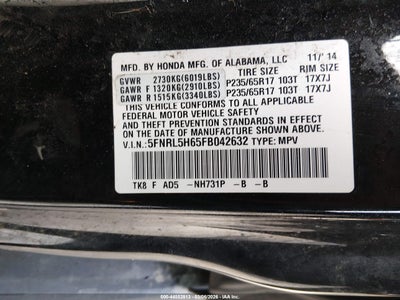 MFD. BY HONDA MFG. OF ALABAMA, LLC 11/'14
TIRE SIZE RIM SIZE
GVWR 2730KG(6019LBS)
GAWR F 1320KG(2910LBS) P235/65R17 103T 17X7J
GAWR R 1515KG(3340LBS) P235/65R17 103T 17X7J
THIS VEHICLE CONFORMS TO ALL APPLICABLE
FEDERAL MOTOR VEHICLE SAFETY AND THEFT
PREVENTION STANDARDS IN EFFECT ON THE
DATE OF MANUFACTURE SHOWN ABOVE.
V.I.N.: 5FNRL5H65FB042632 TYPE: MPV
TK8 F AD5 -NH731P -B -B
IAA Inc.